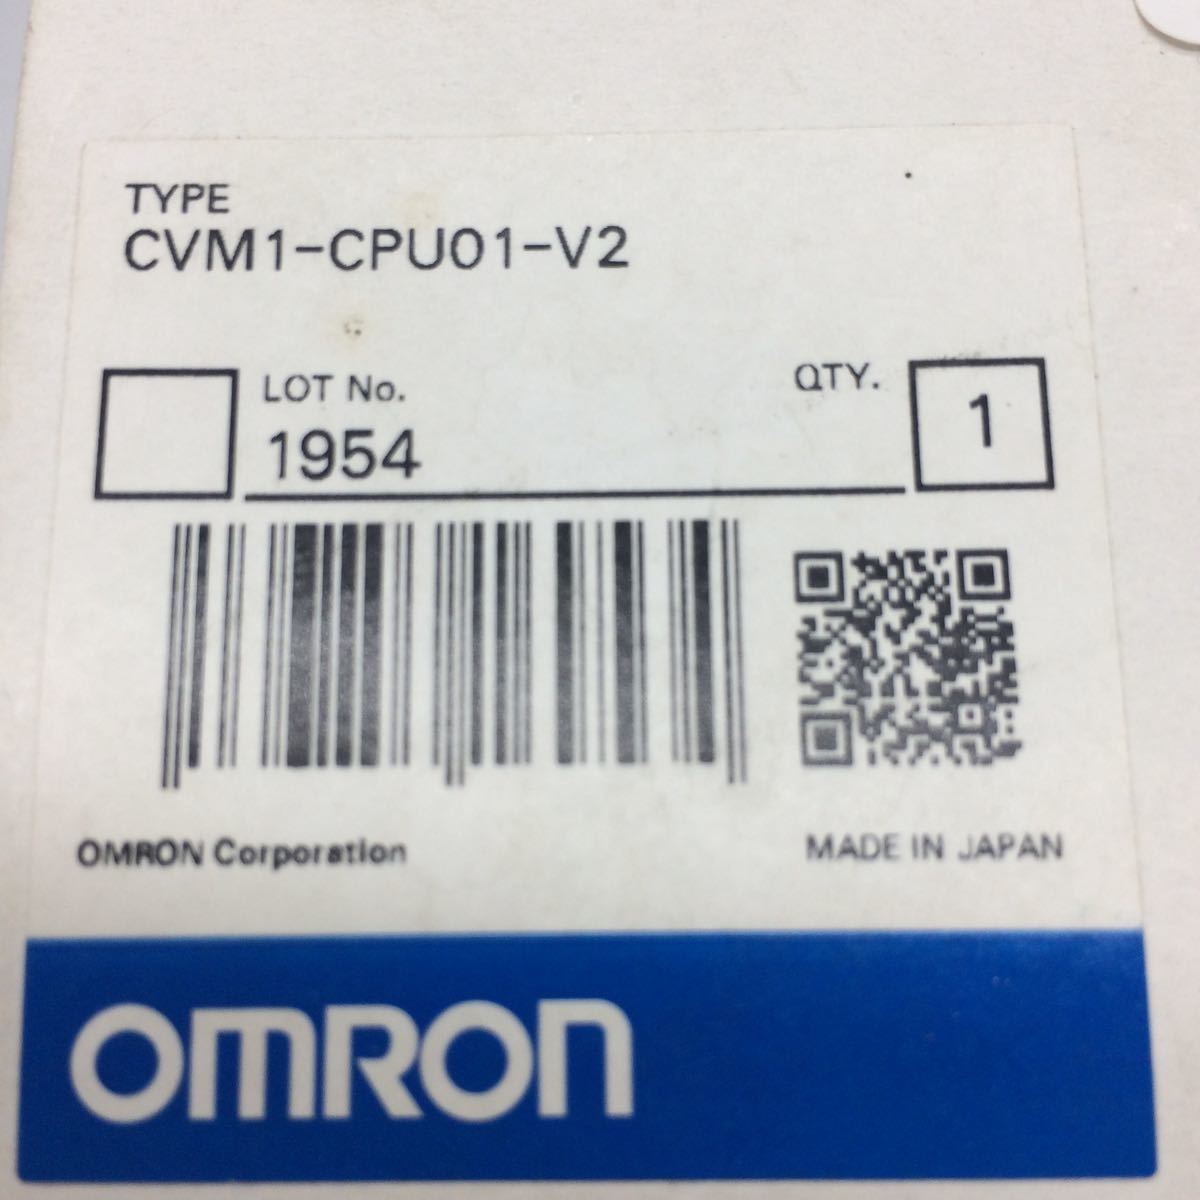 TYPE
CVM1-CPU01-V2
LOT No.
1954
QTY.
1
OMRON Corporation
MADE IN JAPAN
OMRON